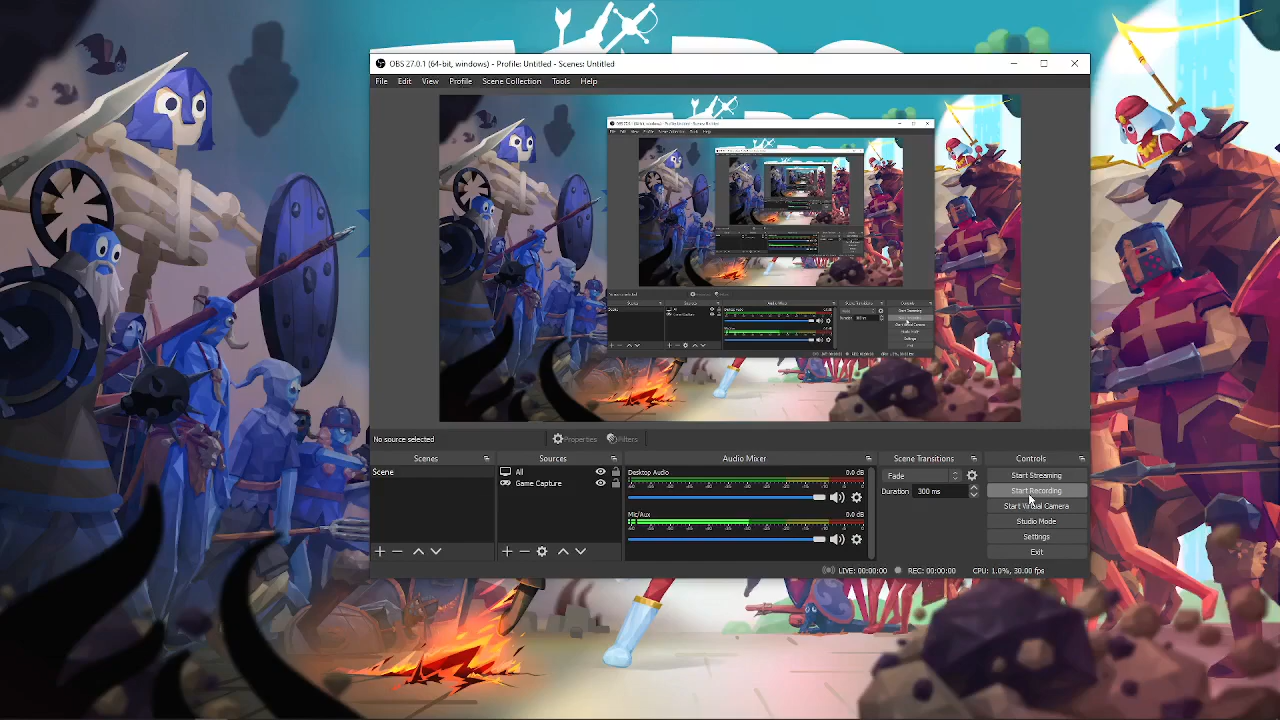 OBS 27.0.1 (64-bit, windows) - Profile: Untitled - Scenes: Untitled
File Edit View Profile Scene Collection Tools Help
No source selected Properties Filters
Scenes Sources Audio Mixer Scene Transitions Controls
Scene
All
Game Capture
Desktop Audio 0.0 dB
Mic/Aux 0.0 dB
Fade
Duration 300 ms
Start Streaming
Start Recording
Start Virtual Camera
Studio Mode
Settings
Exit
LIVE: 00:00:00 REC: 00:00:00 CPU: 1.0%, 30.00 fps